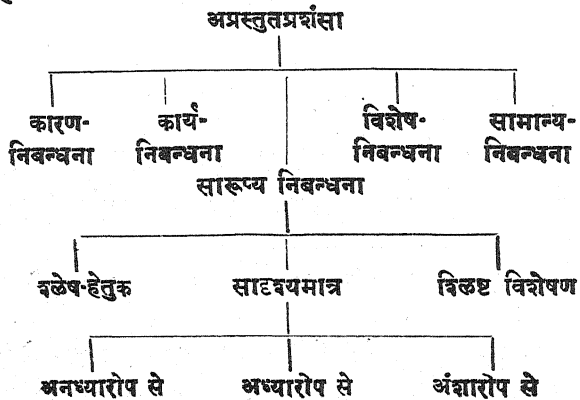 अप्रस्तुतप्रशंसा
कारण- कार्य- विशेष- सामान्य-
निबन्धना निबन्धना निबन्धना निबन्धना
सारूप्य निबन्धना
श्लेष-हेतुक सादृश्यमात्र श्लिष्ट विशेषण
अनध्यारोप से अध्यारोप से अंशारोप से